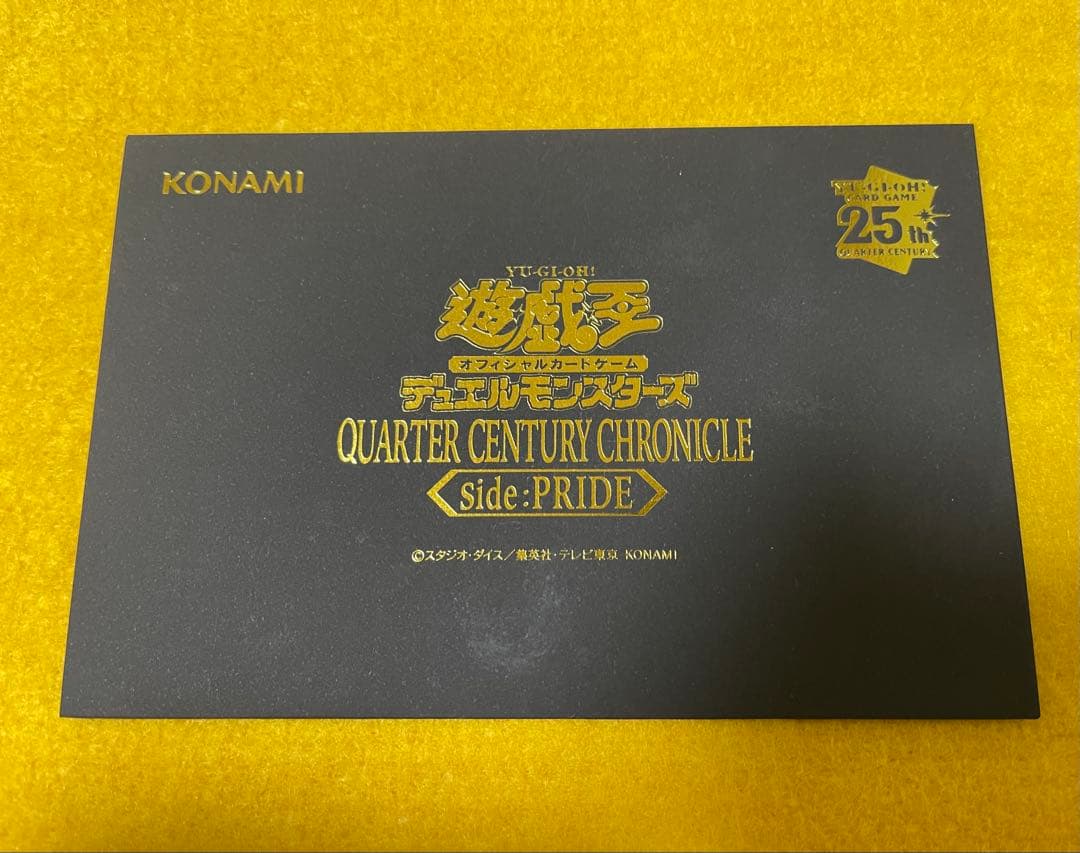 KONAMI
YU-GI-OH!
CARD GAME
25th
QUARTER CENTURY
YU-GI-OH!
遊戯王
オフィシャルカードゲーム
デュエルモンスターズ
QUARTER CENTURY CHRONICLE
side:PRIDE
©スタジオ・ダイス/集英社・テレビ東京 KONAMI